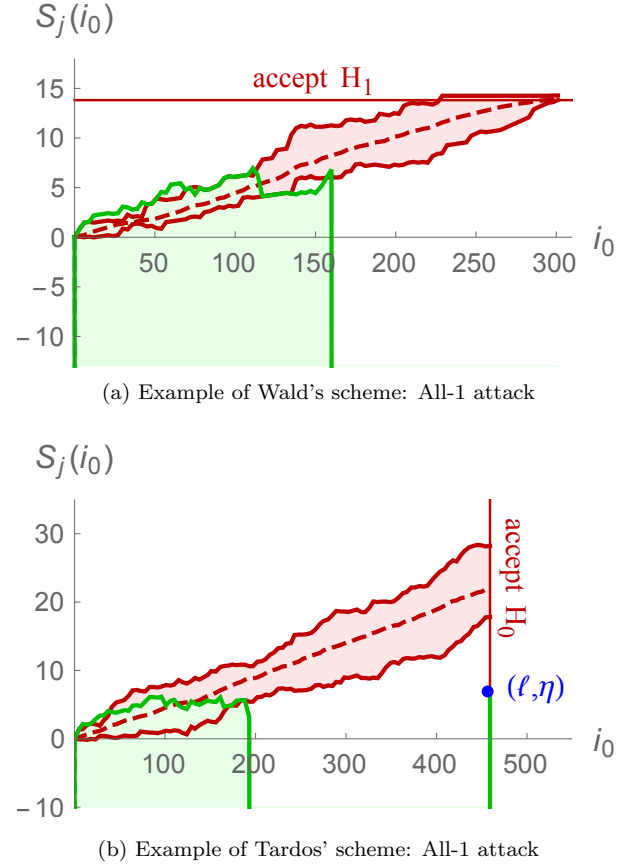 S_j(i_0)
15
accept H_1
10
5
0
50
100
150
200
250
300
i_0
−5
−10
(a) Example of Wald's scheme: All-1 attack
S_j(i_0)
30
accept H_0
20
10
(ℓ,η)
0
100
200
300
400
500
i_0
−10
(b) Example of Tardos' scheme: All-1 attack